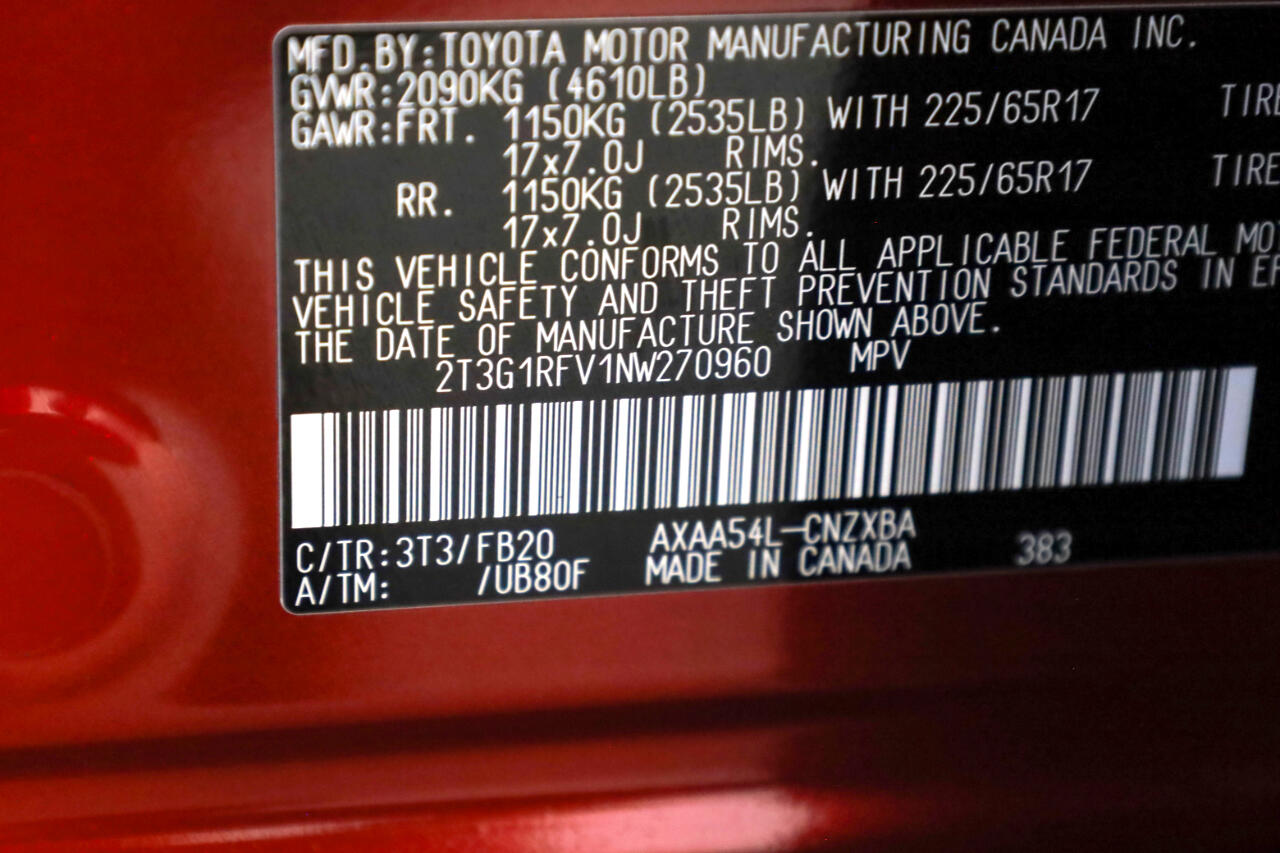 MFD.BY:TOYOTA MOTOR MANUFACTURING CANADA INC.
GVWR:2090KG (4610LB)
GAWR:FRT. 1150KG (2535LB) WITH 225/65R17 TIRE
17x7.0J RIMS.
RR. 1150KG (2535LB) WITH 225/65R17 TIRE
17x7.0J RIMS.
THIS VEHICLE CONFORMS TO ALL APPLICABLE FEDERAL MO
VEHICLE SAFETY AND THEFT PREVENTION STANDARDS IN EF
THE DATE OF MANUFACTURE SHOWN ABOVE.
2T3G1RFV1NW270960 MPV
C/TR:3T3/FB20 AXAA54L-CNZXBA
A/TM: /UB80F MADE IN CANADA 383